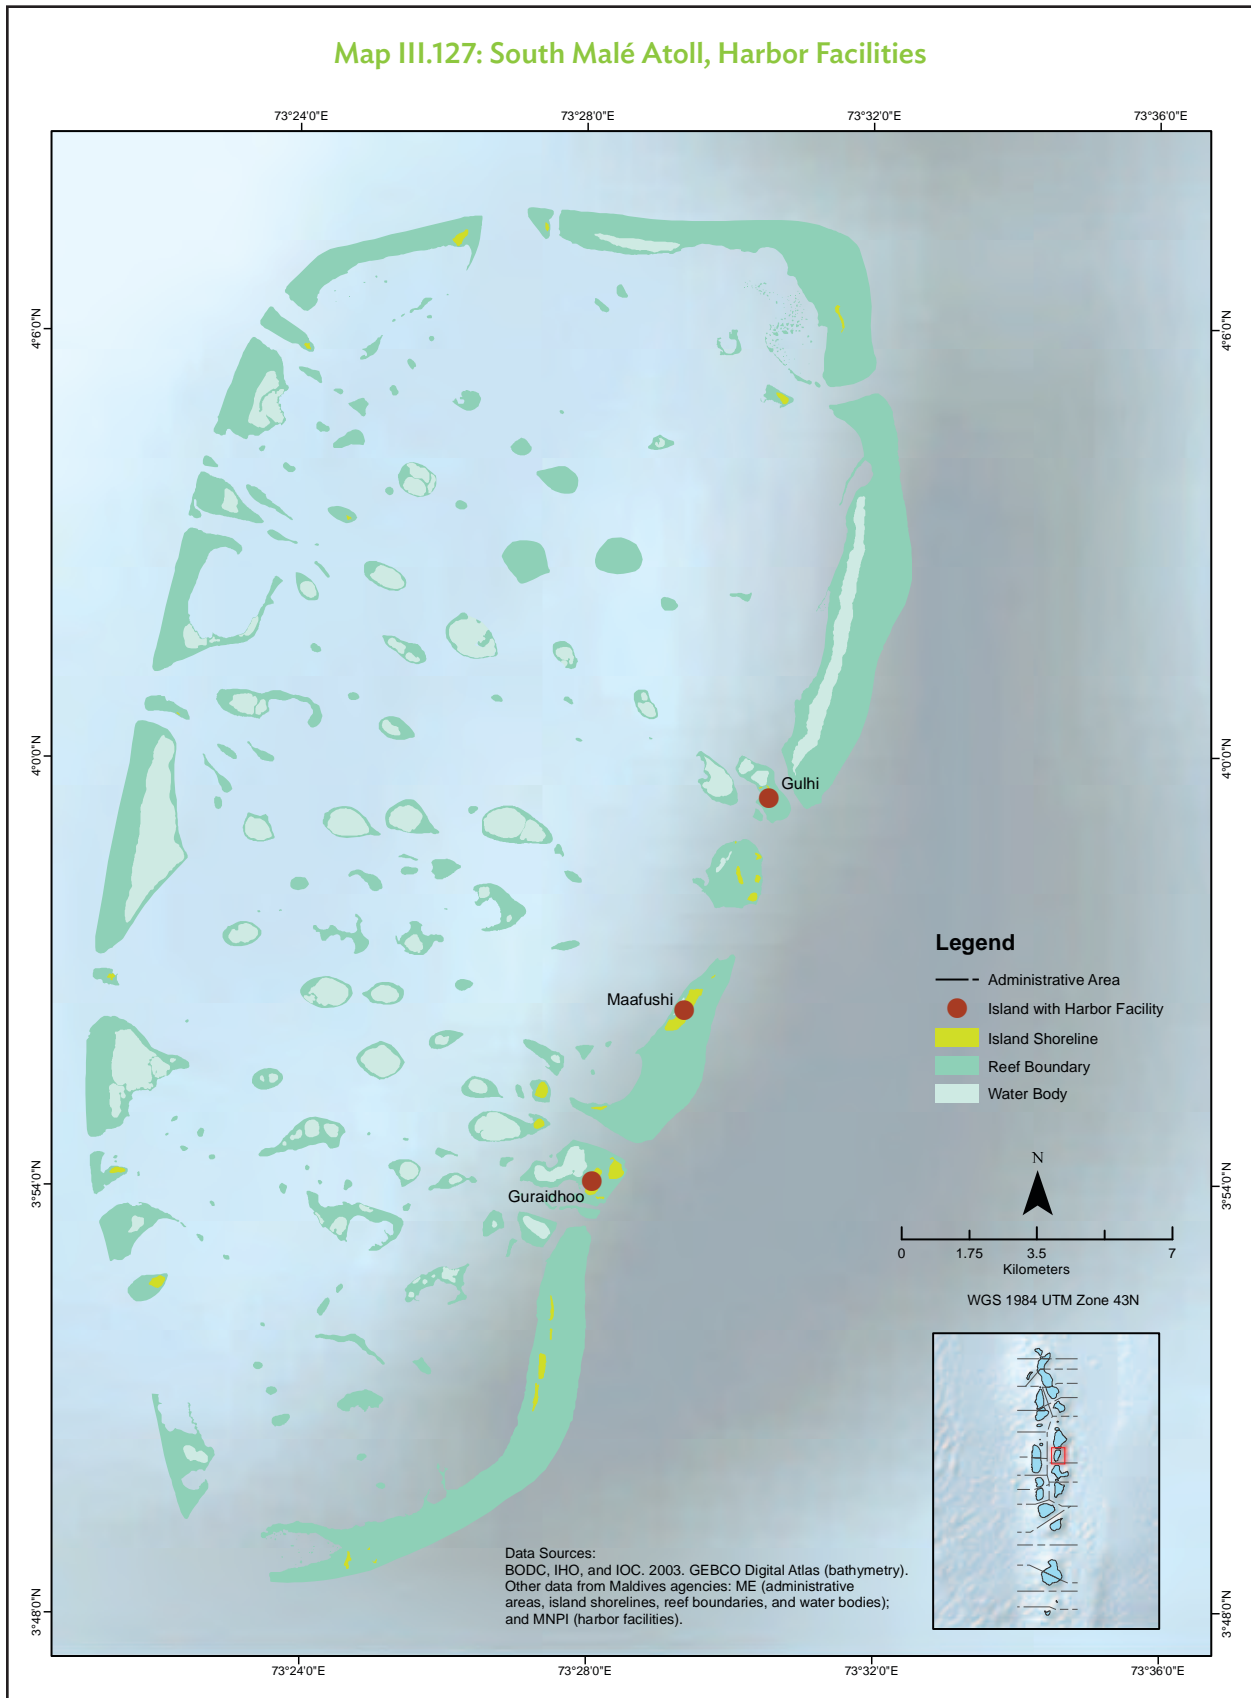 Map III.127: South Malé Atoll, Harbor Facilities
73°24'0"E
73°28'0"E
73°32'0"E
73°36'0"E
4°6'0"N
4°6'0"N
4°0'0"N
4°0'0"N
Gulhi
Legend
Administrative Area
Island with Harbor Facility
Island Shoreline
Reef Boundary
Water Body
Maafushi
N
3°54'0"N
3°54'0"N
Guraidhoo
0 1.75 3.5 7
Kilometers
WGS 1984 UTM Zone 43N
Data Sources:
BODC, IHO, and IOC. 2003. GEBCO Digital Atlas (bathymetry).
Other data from Maldives agencies: ME (administrative
areas, island shorelines, reef boundaries, and water bodies);
and MNPI (harbor facilities).
3°48'0"N
3°48'0"N
73°24'0"E
73°28'0"E
73°32'0"E
73°36'0"E